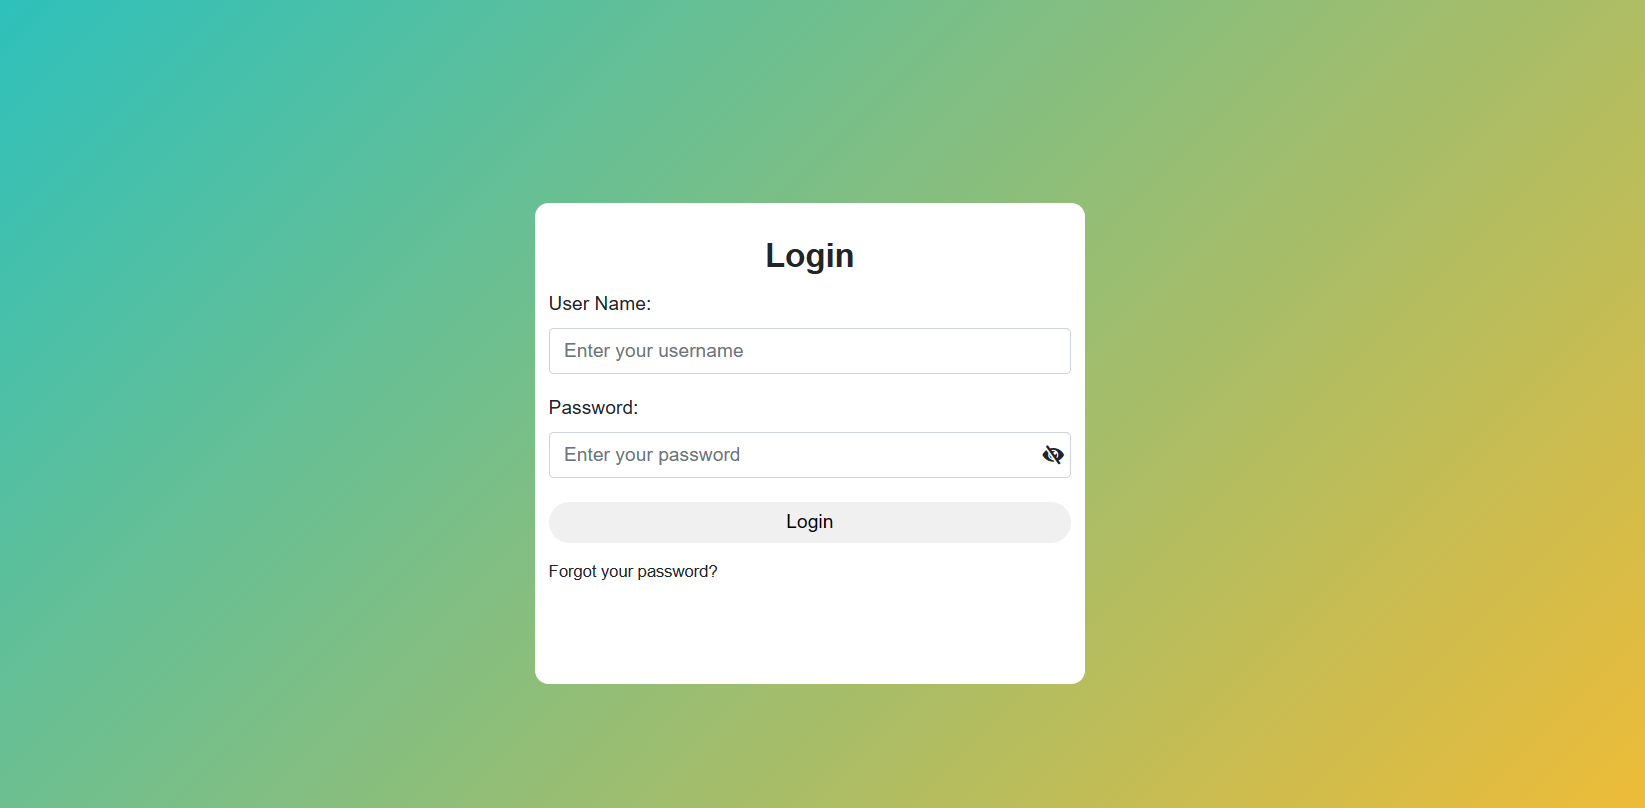 Login
User Name:
Enter your username
Password:
Enter your password
Login
Forgot your password?